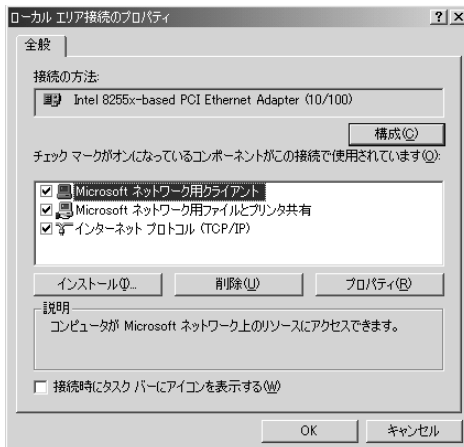 ローカル エリア接続のプロパティ
全般
接続の方法:
Intel 8255x-based PCI Ethernet Adapter (10/100)
構成(C)
チェック マークがオンになっているコンポーネントがこの接続で使用されています(O):
Microsoft ネットワーク用クライアント
Microsoft ネットワーク用ファイルとプリンタ共有
インターネット プロトコル (TCP/IP)
インストール(I)... 削除(U) プロパティ(R)
説明
コンピュータが Microsoft ネットワーク上のリソースにアクセスできます。
接続時にタスク バーにアイコンを表示する(W)
OK キャンセル